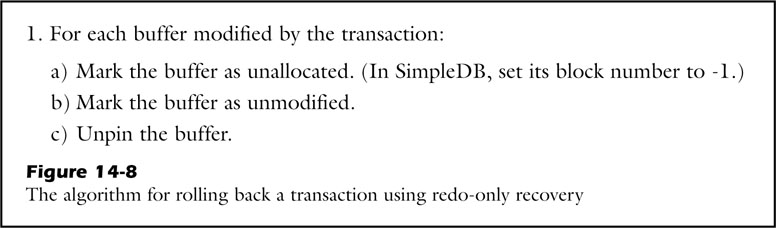 1. For each buffer modified by the transaction:
a) Mark the buffer as unallocated. (In SimpleDB, set its block number to -1.)
b) Mark the buffer as unmodified.
c) Unpin the buffer.
Figure 14-8
The algorithm for rolling back a transaction using redo-only recovery